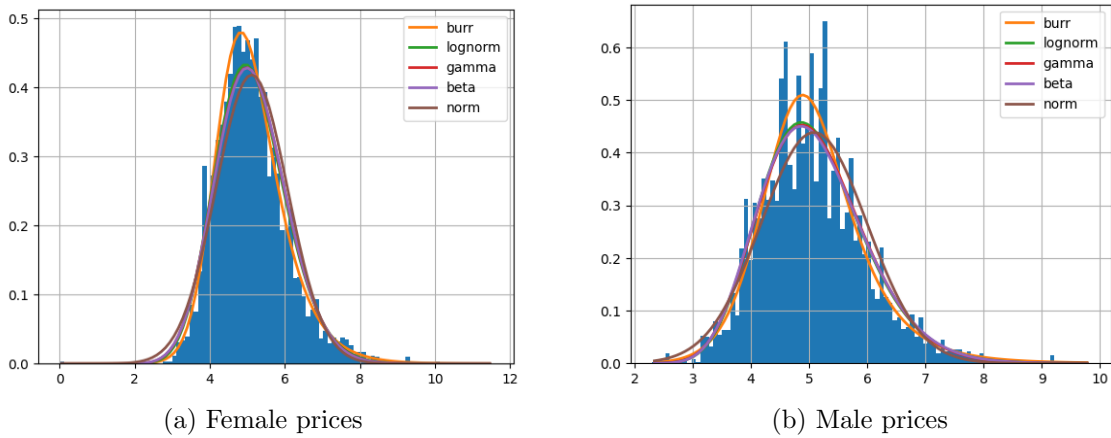 0.5
0.4
0.3
0.2
0.1
0.0
0 2 4 6 8 10 12
burr
lognorm
gamma
beta
norm
(a) Female prices
0.6
0.5
0.4
0.3
0.2
0.1
0.0
2 3 4 5 6 7 8 9 10
burr
lognorm
gamma
beta
norm
(b) Male prices